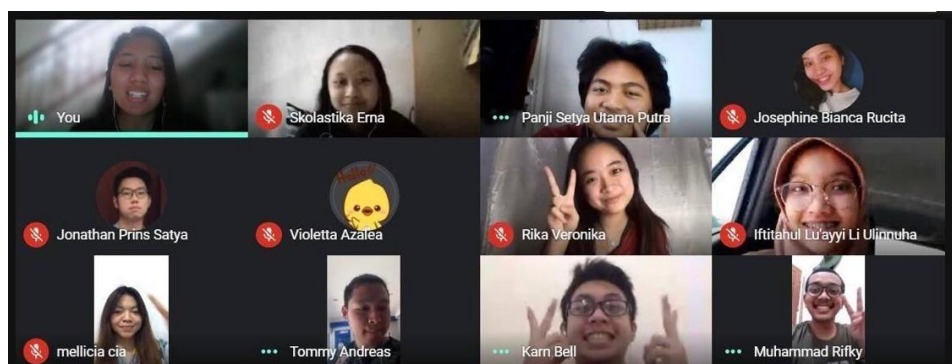 You
Skolastika Erna
Panji Setya Utama Putra
Josephine Bianca Rucita
Jonathan Prins Satya
Hello!
Violetta Azalea
Rika Veronika
Iftitahul Lu'ayyi Li Ulinnuha
mellicia cia
Tommy Andreas
Karn Bell
Muhammad Rifky